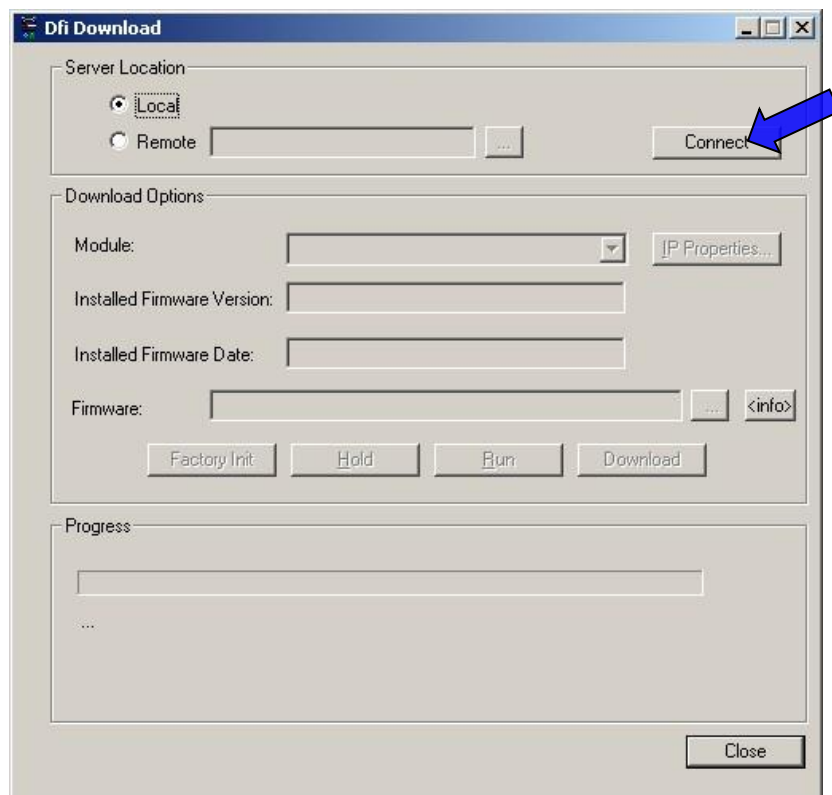 Dfi Download
Server Location
Local
Remote ... Connect
Download Options
Module: IP Properties...
Installed Firmware Version:
Installed Firmware Date:
Firmware: ... <info>
Factory Init Hold Run Download
Progress
...
Close